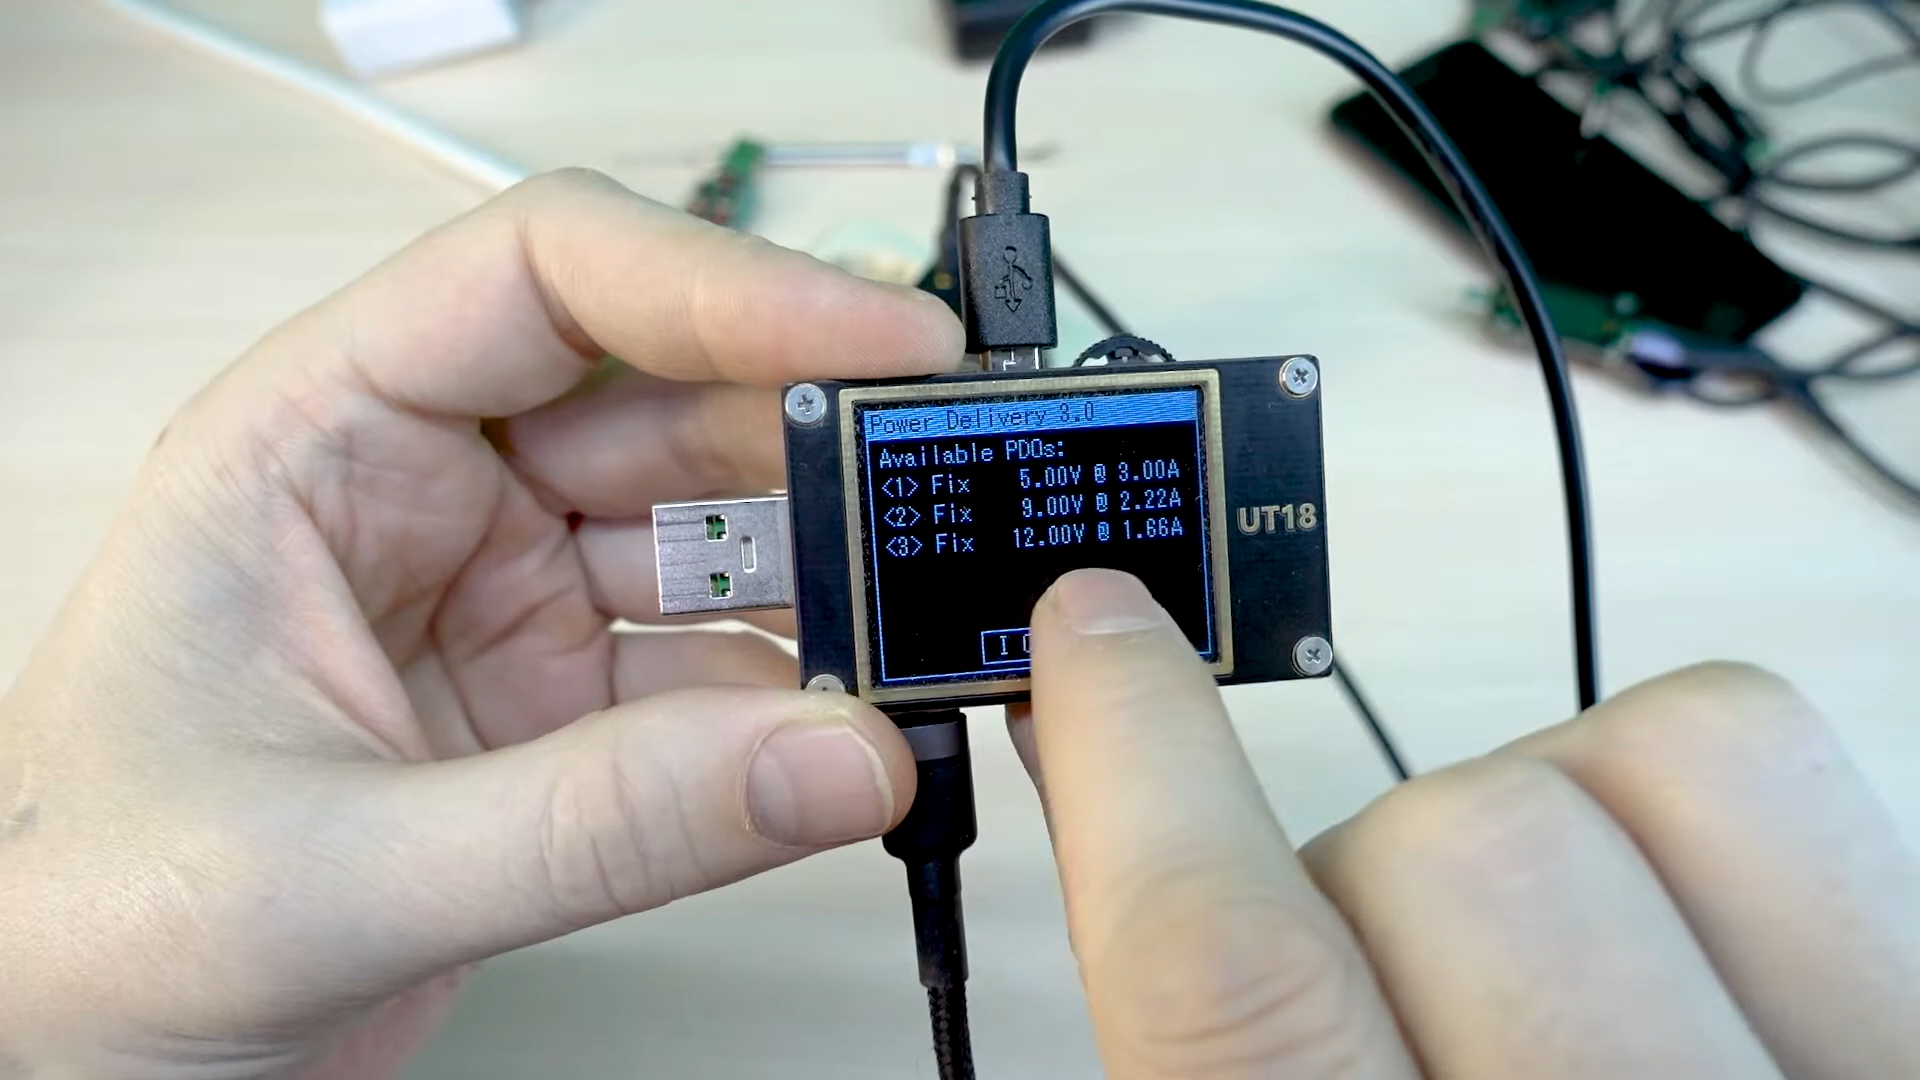 Power Delivery 3.0
Available PDOs:
<1> Fix 5.00V @ 3.00A
<2> Fix 9.00V @ 2.22A
<3> Fix 12.00V @ 1.66A
I
UT18